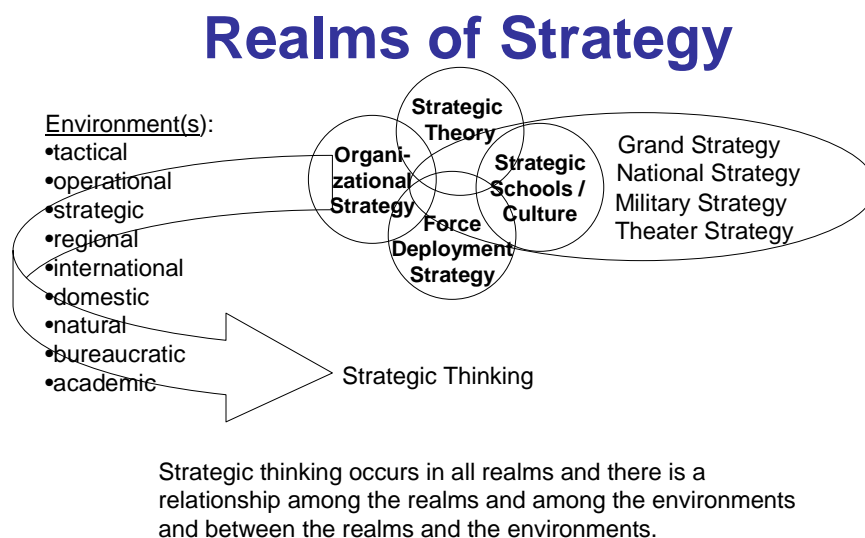 Realms of Strategy
Environment(s):
•tactical
•operational
•strategic
•regional
•international
•domestic
•natural
•bureaucratic
•academic
Strategic
Theory
Organi-
zational
Strategy
Strategic
Schools /
Culture
Force
Deployment
Strategy
Grand Strategy
National Strategy
Military Strategy
Theater Strategy
Strategic Thinking
Strategic thinking occurs in all realms and there is a
relationship among the realms and among the environments
and between the realms and the environments.